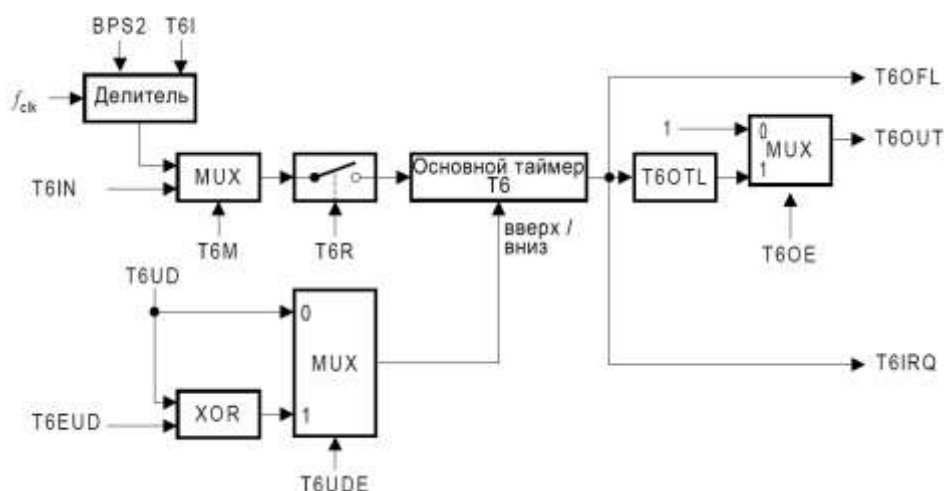 BPS2 T6I
T6OFL
f clk
Делитель
1
0
MUX
1
T6OUT
T6IN
MUX
Основной таймер
T6
T6OTL
вверх /
вниз
T6M
T6R
T6OE
T6UD
0
MUX
1
T6IRQ
T6EUD
XOR
T6UDE